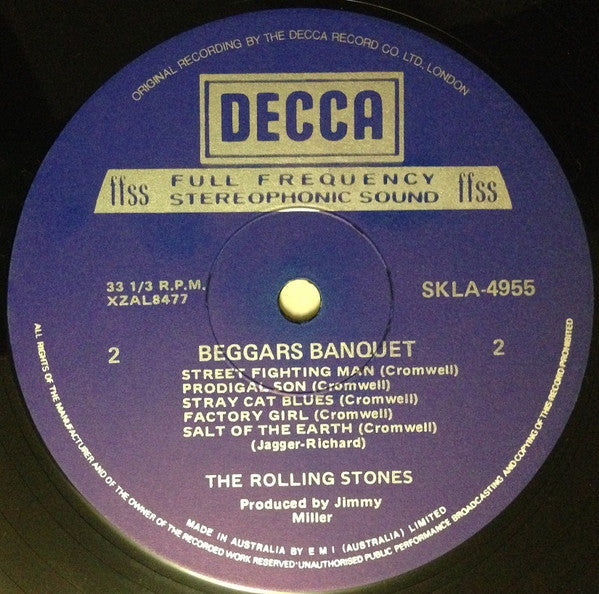 ORIGINAL RECORDING BY THE DECCA RECORD CO. LTD. LONDON
DECCA
ffss FULL FREQUENCY STEREOPHONIC SOUND ffss
33 1/3 R.P.M.
XZAL8477
SKLA-4955
2 BEGGARS BANQUET 2
STREET FIGHTING MAN (Cromwell)
PRODIGAL SON (Cromwell)
STRAY CAT BLUES (Cromwell)
FACTORY GIRL (Cromwell)
SALT OF THE EARTH (Cromwell)
(Jagger-Richard)
THE ROLLING STONES
Produced by Jimmy
Miller
MADE IN AUSTRALIA BY E M I (AUSTRALIA) LIMITED
ALL RIGHTS OF THE MANUFACTURER AND OF THE OWNER OF THE RECORDED WORK RESERVED·UNAUTHORISED PUBLIC PERFORMANCE BROADCASTING AND COPYING OF THIS RECORD PROHIBITED